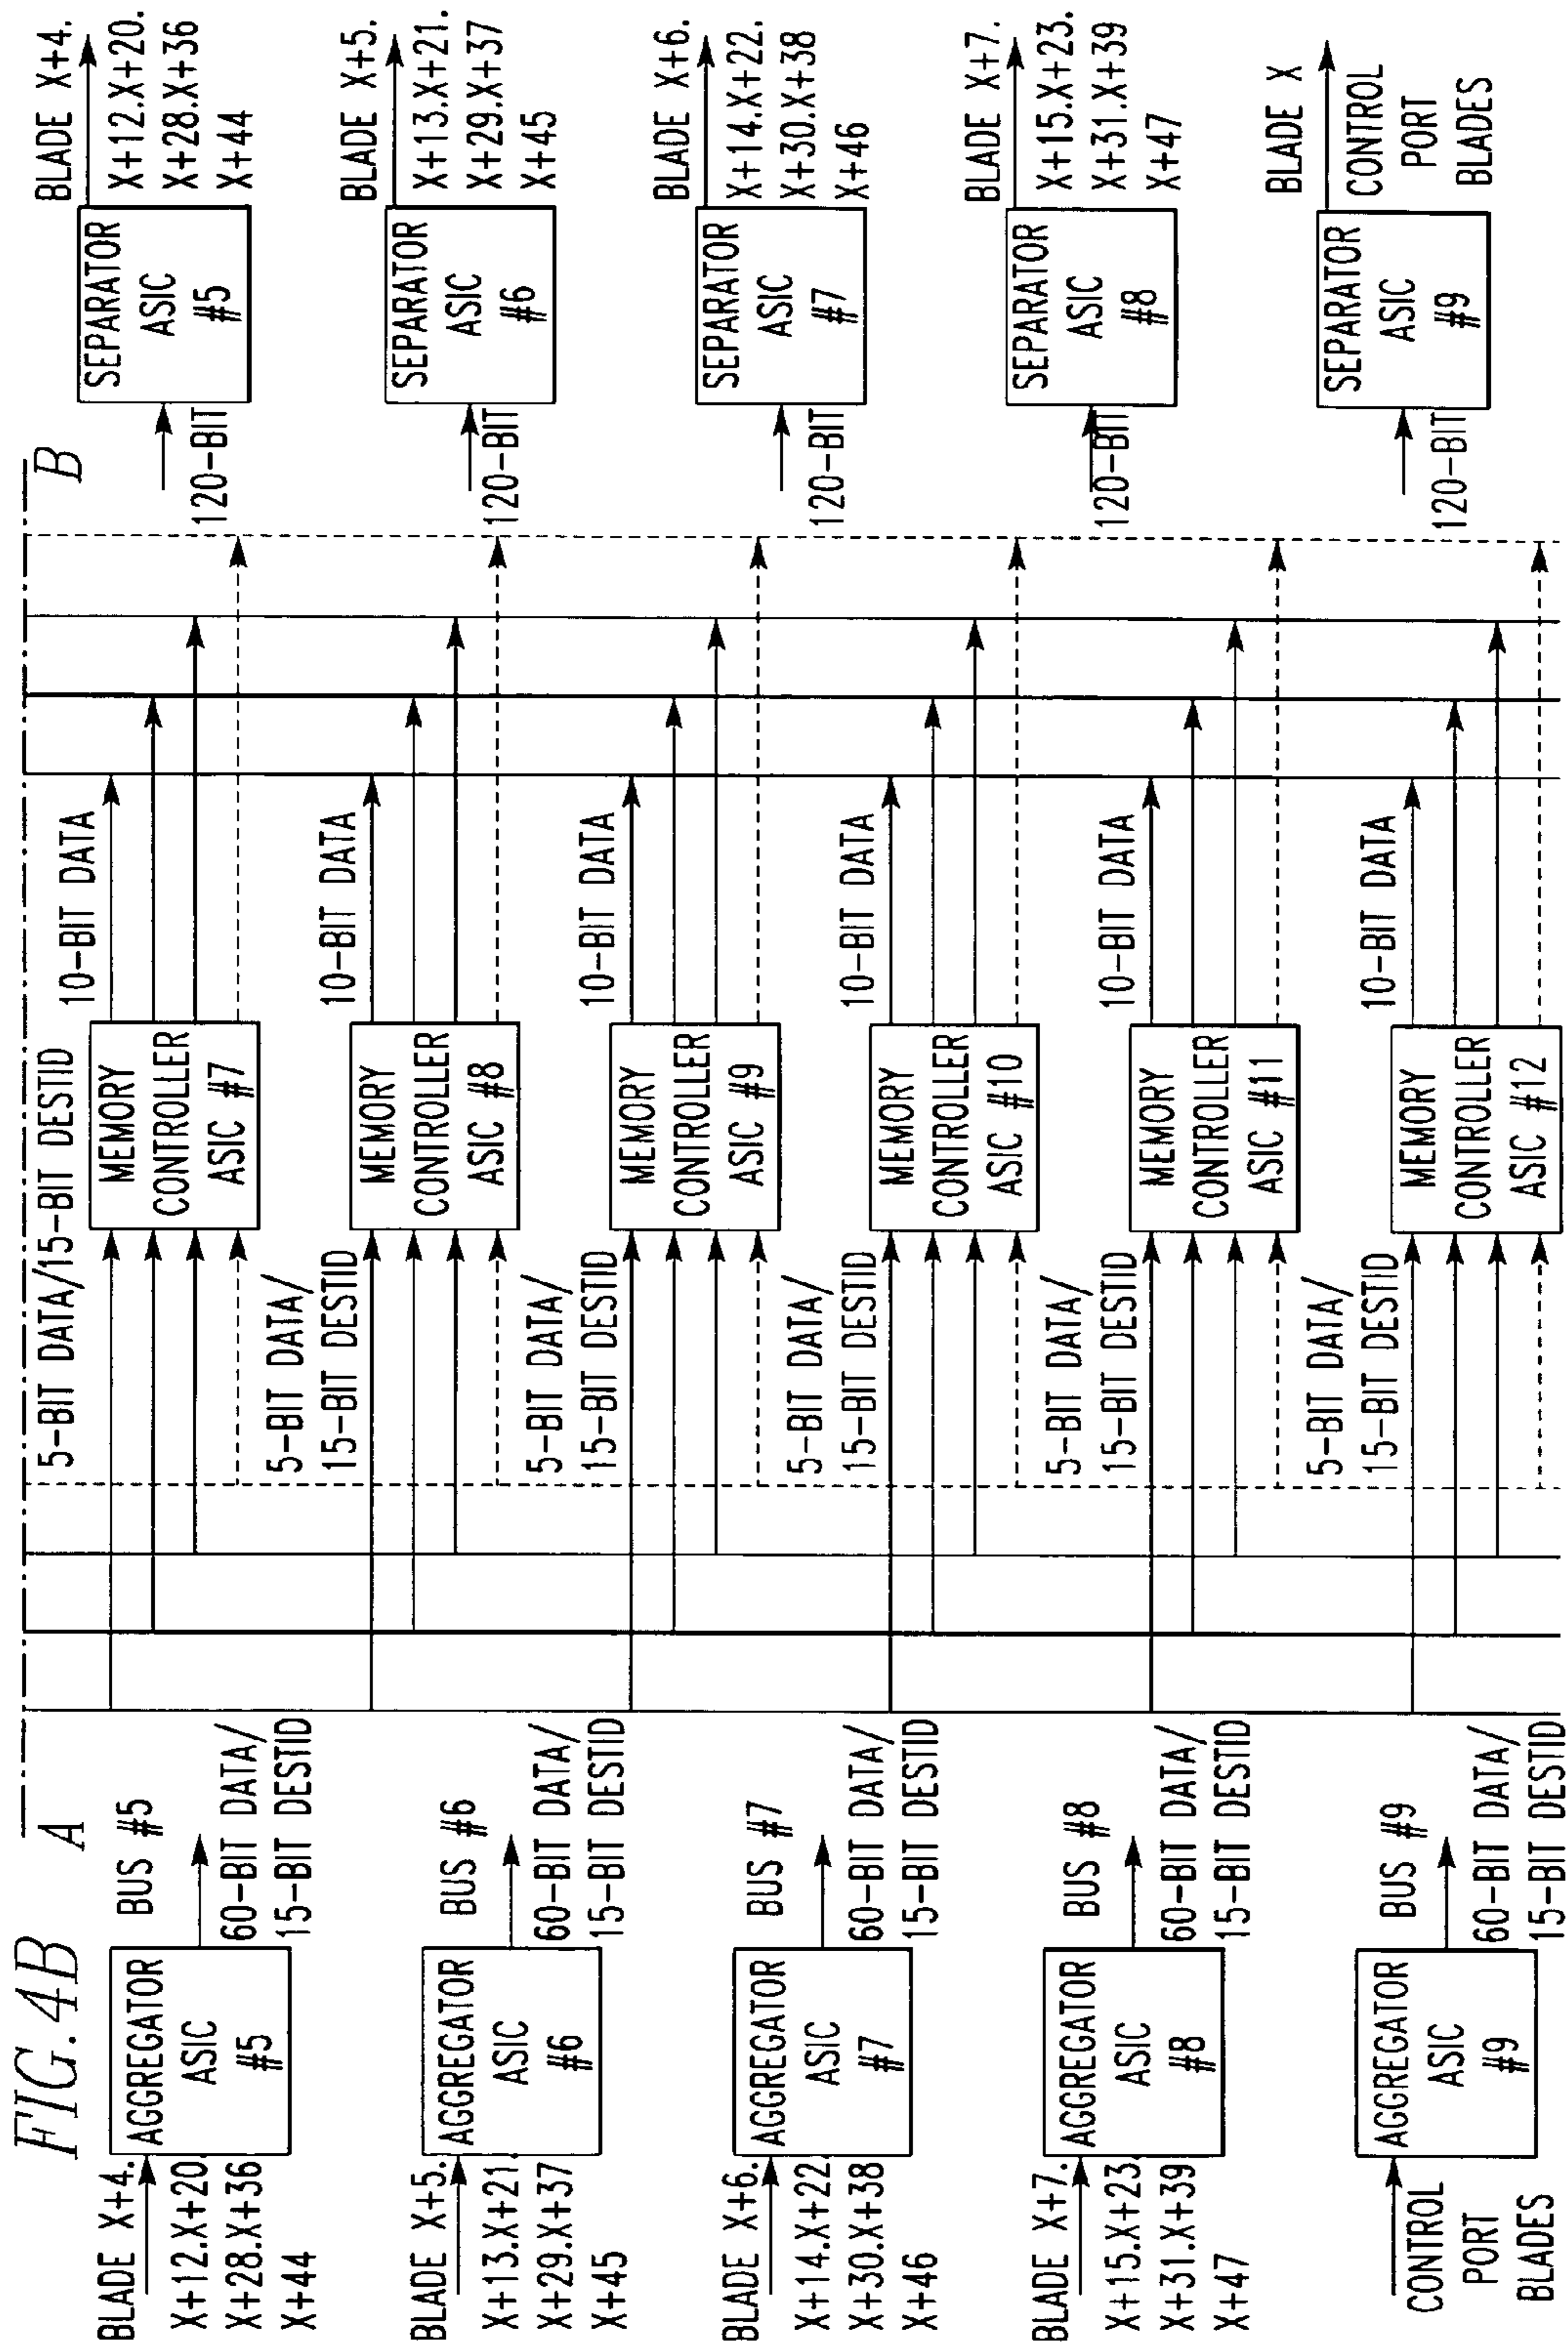 FIG. 4B
A
B
BLADE X+4.
X+12.X+20
X+28.X+36
X+44
AGGREGATOR
ASIC
#5
BUS #5
60-BIT DATA/
15-BIT DESTID
BLADE X+5.
X+13.X+21
X+29.X+37
X+45
AGGREGATOR
ASIC
#6
BUS #6
60-BIT DATA/
15-BIT DESTID
BLADE X+6.
X+14.X+22
X+30.X+38
X+46
AGGREGATOR
ASIC
#7
BUS #7
60-BIT DATA/
15-BIT DESTID
BLADE X+7.
X+15.X+23
X+31.X+39
X+47
AGGREGATOR
ASIC
#8
BUS #8
60-BIT DATA/
15-BIT DESTID
CONTROL
PORT
BLADES
AGGREGATOR
ASIC
#9
BUS #9
60-BIT DATA/
15-BIT DESTID
5-BIT DATA/15-BIT DESTID
MEMORY
CONTROLLER
ASIC #7
10-BIT DATA
5-BIT DATA/
15-BIT DESTID
MEMORY
CONTROLLER
ASIC #8
10-BIT DATA
5-BIT DATA/
15-BIT DESTID
MEMORY
CONTROLLER
ASIC #9
10-BIT DATA
5-BIT DATA/
15-BIT DESTID
MEMORY
CONTROLLER
ASIC #10
10-BIT DATA
5-BIT DATA/
15-BIT DESTID
MEMORY
CONTROLLER
ASIC #11
10-BIT DATA
5-BIT DATA/
15-BIT DESTID
MEMORY
CONTROLLER
ASIC #12
10-BIT DATA
120-BIT
SEPARATOR
ASIC
#5
BLADE X+4.
X+12.X+20.
X+28.X+36
X+44
120-BIT
SEPARATOR
ASIC
#6
BLADE X+5.
X+13.X+21.
X+29.X+37
X+45
120-BIT
SEPARATOR
ASIC
#7
BLADE X+6.
X+14.X+22.
X+30.X+38
X+46
120-BIT
SEPARATOR
ASIC
#8
BLADE X+7.
X+15.X+23.
X+31.X+39
X+47
120-BIT
SEPARATOR
ASIC
#9
BLADE X
CONTROL
PORT
BLADES